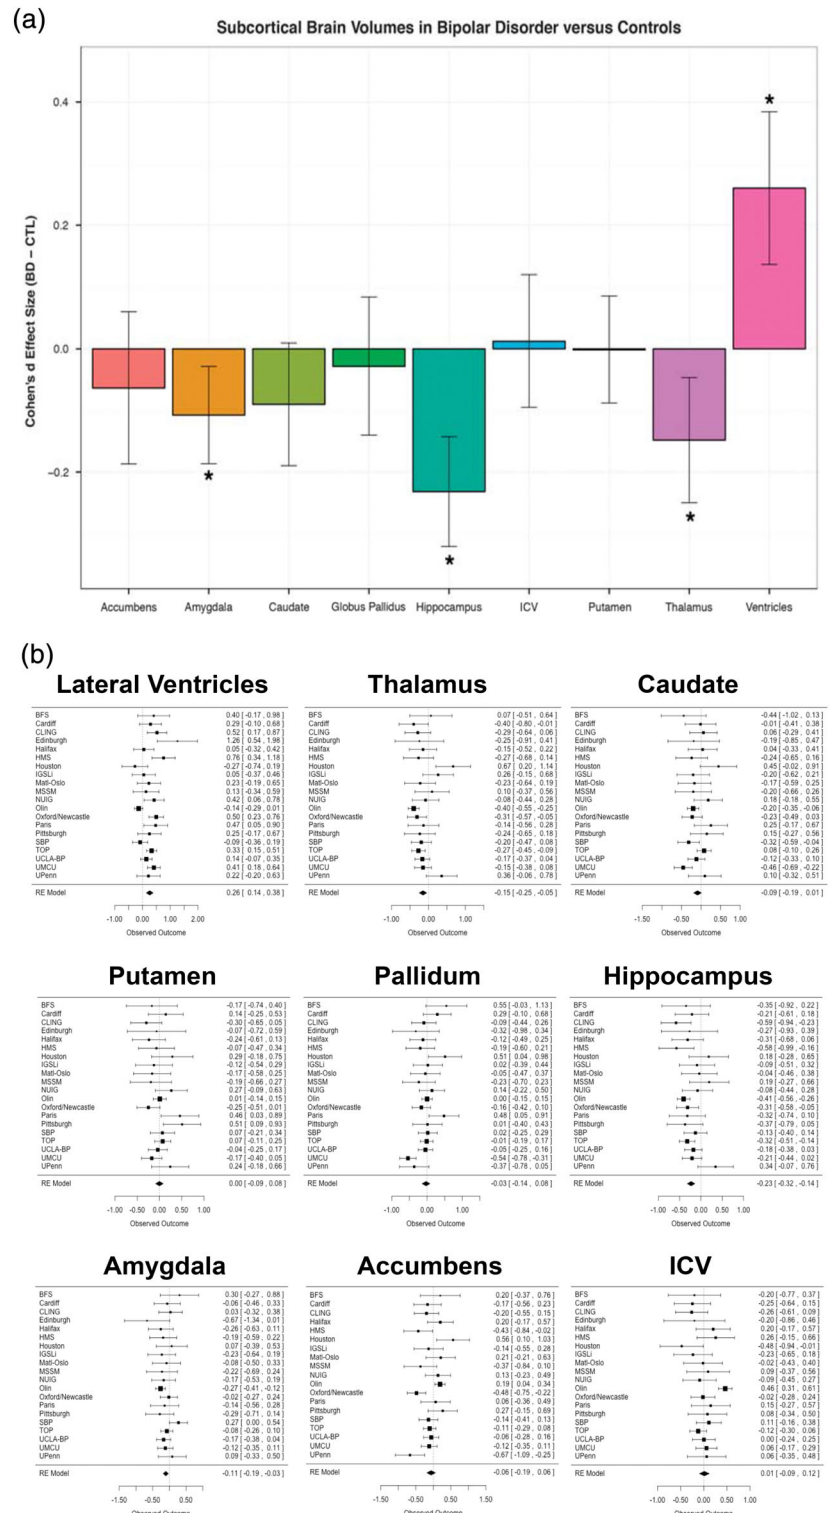 (a)
Subcortical Brain Volumes in Bipolar Disorder versus Controls
Cohen's d Effect Size (BD – CTL)
0.4
0.2
0.0
−0.2
*
*
*
*
Accumbens Amygdala Caudate Globus Pallidus Hippocampus ICV Putamen Thalamus Ventricles
(b)
Lateral Ventricles
BFS 0.40 [ -0.17 , 0.98 ]
Cardiff 0.29 [ -0.10 , 0.68 ]
CLING 0.52 [ 0.17 , 0.87 ]
Edinburgh 1.26 [ 0.54 , 1.98 ]
Halifax 0.05 [ -0.32 , 0.42 ]
HMS 0.76 [ 0.34 , 1.18 ]
Houston -0.27 [ -0.74 , 0.19 ]
IGSLi 0.05 [ -0.37 , 0.46 ]
Matl-Oslo 0.23 [ -0.19 , 0.65 ]
MSSM 0.13 [ -0.34 , 0.59 ]
NUIG 0.42 [ 0.06 , 0.78 ]
Olin -0.14 [ -0.29 , 0.01 ]
Oxford/Newcastle 0.50 [ 0.23 , 0.76 ]
Paris 0.47 [ 0.05 , 0.90 ]
Pittsburgh 0.25 [ -0.17 , 0.67 ]
SBP -0.09 [ -0.36 , 0.19 ]
TOP 0.33 [ 0.15 , 0.51 ]
UCLA-BP 0.14 [ -0.07 , 0.35 ]
UMCU 0.41 [ 0.18 , 0.64 ]
UPenn 0.22 [ -0.20 , 0.63 ]
RE Model 0.26 [ 0.14 , 0.38 ]
-1.00 0.00 1.00 2.00
Observed Outcome
Thalamus
BFS 0.07 [ -0.51 , 0.64 ]
Cardiff -0.40 [ -0.80 , -0.01 ]
CLING -0.29 [ -0.64 , 0.06 ]
Edinburgh -0.25 [ -0.91 , 0.41 ]
Halifax -0.15 [ -0.52 , 0.22 ]
HMS -0.27 [ -0.68 , 0.14 ]
Houston 0.67 [ 0.20 , 1.14 ]
IGSLi 0.26 [ -0.15 , 0.68 ]
Matl-Oslo -0.23 [ -0.64 , 0.19 ]
MSSM 0.10 [ -0.37 , 0.56 ]
NUIG -0.08 [ -0.44 , 0.28 ]
Olin -0.40 [ -0.55 , -0.25 ]
Oxford/Newcastle -0.31 [ -0.57 , -0.05 ]
Paris -0.14 [ -0.56 , 0.28 ]
Pittsburgh -0.24 [ -0.65 , 0.18 ]
SBP -0.20 [ -0.47 , 0.08 ]
TOP -0.27 [ -0.45 , -0.09 ]
UCLA-BP -0.17 [ -0.37 , 0.04 ]
UMCU -0.15 [ -0.38 , 0.08 ]
UPenn 0.36 [ -0.06 , 0.78 ]
RE Model -0.15 [ -0.25 , -0.05 ]
-1.00 0.00 1.00
Observed Outcome
Caudate
BFS -0.44 [ -1.02 , 0.13 ]
Cardiff -0.01 [ -0.41 , 0.38 ]
CLING 0.06 [ -0.29 , 0.41 ]
Edinburgh -0.19 [ -0.85 , 0.47 ]
Halifax 0.04 [ -0.33 , 0.41 ]
HMS -0.24 [ -0.65 , 0.16 ]
Houston 0.45 [ -0.02 , 0.91 ]
IGSLi -0.20 [ -0.62 , 0.21 ]
Matl-Oslo -0.17 [ -0.59 , 0.25 ]
MSSM -0.20 [ -0.66 , 0.26 ]
NUIG 0.18 [ -0.18 , 0.55 ]
Olin -0.20 [ -0.35 , -0.06 ]
Oxford/Newcastle -0.23 [ -0.49 , 0.03 ]
Paris 0.25 [ -0.17 , 0.67 ]
Pittsburgh 0.15 [ -0.27 , 0.56 ]
SBP -0.32 [ -0.59 , -0.04 ]
TOP 0.08 [ -0.10 , 0.26 ]
UCLA-BP -0.12 [ -0.33 , 0.10 ]
UMCU -0.46 [ -0.69 , -0.22 ]
UPenn 0.10 [ -0.32 , 0.51 ]
RE Model -0.09 [ -0.19 , 0.01 ]
-1.50 -0.50 0.50 1.00
Observed Outcome
Putamen
BFS -0.17 [ -0.74 , 0.40 ]
Cardiff 0.14 [ -0.25 , 0.53 ]
CLING -0.30 [ -0.65 , 0.05 ]
Edinburgh -0.07 [ -0.72 , 0.59 ]
Halifax -0.24 [ -0.61 , 0.13 ]
HMS -0.07 [ -0.47 , 0.34 ]
Houston 0.29 [ -0.18 , 0.75 ]
IGSLi -0.12 [ -0.54 , 0.29 ]
Matl-Oslo -0.17 [ -0.58 , 0.25 ]
MSSM -0.19 [ -0.66 , 0.27 ]
NUIG 0.27 [ -0.09 , 0.63 ]
Olin 0.01 [ -0.14 , 0.15 ]
Oxford/Newcastle -0.25 [ -0.51 , 0.01 ]
Paris 0.46 [ 0.03 , 0.89 ]
Pittsburgh 0.51 [ 0.09 , 0.93 ]
SBP 0.07 [ -0.21 , 0.34 ]
TOP 0.07 [ -0.11 , 0.25 ]
UCLA-BP -0.04 [ -0.25 , 0.17 ]
UMCU -0.17 [ -0.40 , 0.05 ]
UPenn 0.24 [ -0.18 , 0.66 ]
RE Model 0.00 [ -0.09 , 0.08 ]
-1.00 0.00 0.50 1.00
Observed Outcome
Pallidum
BFS 0.55 [ -0.03 , 1.13 ]
Cardiff 0.29 [ -0.10 , 0.68 ]
CLING -0.09 [ -0.44 , 0.26 ]
Edinburgh -0.32 [ -0.98 , 0.34 ]
Halifax -0.12 [ -0.49 , 0.25 ]
HMS -0.19 [ -0.60 , 0.21 ]
Houston 0.51 [ 0.04 , 0.98 ]
IGSLi 0.02 [ -0.39 , 0.44 ]
Matl-Oslo -0.05 [ -0.47 , 0.37 ]
MSSM -0.23 [ -0.70 , 0.23 ]
NUIG 0.14 [ -0.22 , 0.50 ]
Olin 0.00 [ -0.15 , 0.15 ]
Oxford/Newcastle -0.16 [ -0.42 , 0.10 ]
Paris 0.48 [ 0.05 , 0.91 ]
Pittsburgh 0.01 [ -0.40 , 0.43 ]
SBP 0.02 [ -0.25 , 0.29 ]
TOP -0.01 [ -0.19 , 0.17 ]
UCLA-BP -0.05 [ -0.25 , 0.16 ]
UMCU -0.54 [ -0.78 , -0.31 ]
UPenn -0.37 [ -0.78 , 0.05 ]
RE Model -0.03 [ -0.14 , 0.08 ]
-1.00 0.00 1.00
Observed Outcome
Hippocampus
BFS -0.35 [ -0.92 , 0.22 ]
Cardiff -0.21 [ -0.61 , 0.18 ]
CLING -0.59 [ -0.94 , -0.23 ]
Edinburgh -0.27 [ -0.93 , 0.39 ]
Halifax -0.31 [ -0.68 , 0.06 ]
HMS -0.58 [ -0.99 , -0.16 ]
Houston 0.18 [ -0.28 , 0.65 ]
IGSLi -0.09 [ -0.51 , 0.32 ]
Matl-Oslo -0.04 [ -0.46 , 0.38 ]
MSSM 0.19 [ -0.27 , 0.66 ]
NUIG -0.08 [ -0.44 , 0.28 ]
Olin -0.41 [ -0.56 , -0.26 ]
Oxford/Newcastle -0.31 [ -0.58 , -0.05 ]
Paris -0.32 [ -0.74 , 0.10 ]
Pittsburgh -0.37 [ -0.79 , 0.05 ]
SBP -0.13 [ -0.40 , 0.14 ]
TOP -0.32 [ -0.51 , -0.14 ]
UCLA-BP -0.18 [ -0.38 , 0.03 ]
UMCU -0.21 [ -0.44 , 0.02 ]
UPenn 0.34 [ -0.07 , 0.76 ]
RE Model -0.23 [ -0.32 , -0.14 ]
-1.00 -0.50 0.00 0.50 1.00
Observed Outcome
Amygdala
BFS 0.30 [ -0.27 , 0.88 ]
Cardiff -0.06 [ -0.46 , 0.33 ]
CLING 0.03 [ -0.32 , 0.38 ]
Edinburgh -0.67 [ -1.34 , 0.01 ]
Halifax -0.26 [ -0.63 , 0.11 ]
HMS -0.19 [ -0.59 , 0.22 ]
Houston 0.07 [ -0.39 , 0.53 ]
IGSLi -0.23 [ -0.64 , 0.19 ]
Matl-Oslo -0.08 [ -0.50 , 0.33 ]
MSSM -0.22 [ -0.69 , 0.24 ]
NUIG -0.17 [ -0.53 , 0.19 ]
Olin -0.27 [ -0.41 , -0.12 ]
Oxford/Newcastle -0.02 [ -0.27 , 0.24 ]
Paris -0.14 [ -0.56 , 0.28 ]
Pittsburgh -0.29 [ -0.71 , 0.14 ]
SBP 0.27 [ 0.00 , 0.54 ]
TOP -0.08 [ -0.26 , 0.10 ]
UCLA-BP -0.17 [ -0.38 , 0.04 ]
UMCU -0.12 [ -0.35 , 0.11 ]
UPenn 0.09 [ -0.33 , 0.50 ]
RE Model -0.11 [ -0.19 , -0.03 ]
-1.50 -0.50 0.50
Accumbens
BFS 0.20 [ -0.37 , 0.76 ]
Cardiff -0.17 [ -0.56 , 0.23 ]
CLING -0.20 [ -0.55 , 0.15 ]
Halifax 0.20 [ -0.17 , 0.57 ]
HMS -0.43 [ -0.84 , -0.02 ]
Houston 0.56 [ 0.10 , 1.03 ]
IGSLi -0.14 [ -0.55 , 0.28 ]
Matl-Oslo 0.21 [ -0.21 , 0.63 ]
MSSM -0.37 [ -0.84 , 0.10 ]
NUIG 0.13 [ -0.23 , 0.49 ]
Olin 0.19 [ 0.04 , 0.34 ]
Oxford/Newcastle -0.48 [ -0.75 , -0.22 ]
Paris 0.06 [ -0.36 , 0.49 ]
Pittsburgh 0.27 [ -0.15 , 0.69 ]
SBP -0.14 [ -0.41 , 0.13 ]
TOP -0.11 [ -0.29 , 0.08 ]
UCLA-BP -0.06 [ -0.28 , 0.16 ]
UMCU -0.12 [ -0.35 , 0.11 ]
UPenn -0.67 [ -1.09 , -0.25 ]
RE Model -0.06 [ -0.19 , 0.06 ]
-1.50 -0.50 0.50 1.50
ICV
BFS -0.20 [ -0.77 , 0.37 ]
Cardiff -0.25 [ -0.64 , 0.15 ]
CLING -0.26 [ -0.61 , 0.09 ]
Edinburgh -0.20 [ -0.86 , 0.46 ]
Halifax 0.20 [ -0.17 , 0.57 ]
HMS 0.26 [ -0.15 , 0.66 ]
Houston -0.48 [ -0.94 , -0.01 ]
IGSLi -0.23 [ -0.65 , 0.18 ]
Matl-Oslo -0.02 [ -0.43 , 0.40 ]
MSSM 0.09 [ -0.37 , 0.56 ]
NUIG -0.09 [ -0.45 , 0.27 ]
Olin 0.46 [ 0.31 , 0.61 ]
Oxford/Newcastle -0.02 [ -0.28 , 0.24 ]
Paris 0.15 [ -0.27 , 0.57 ]
Pittsburgh 0.08 [ -0.34 , 0.50 ]
SBP 0.11 [ -0.16 , 0.38 ]
TOP -0.12 [ -0.30 , 0.06 ]
UCLA-BP 0.00 [ -0.24 , 0.25 ]
UMCU 0.06 [ -0.17 , 0.29 ]
UPenn 0.06 [ -0.35 , 0.48 ]
RE Model 0.01 [ -0.09 , 0.12 ]
-1.00 0.00 0.50 1.00